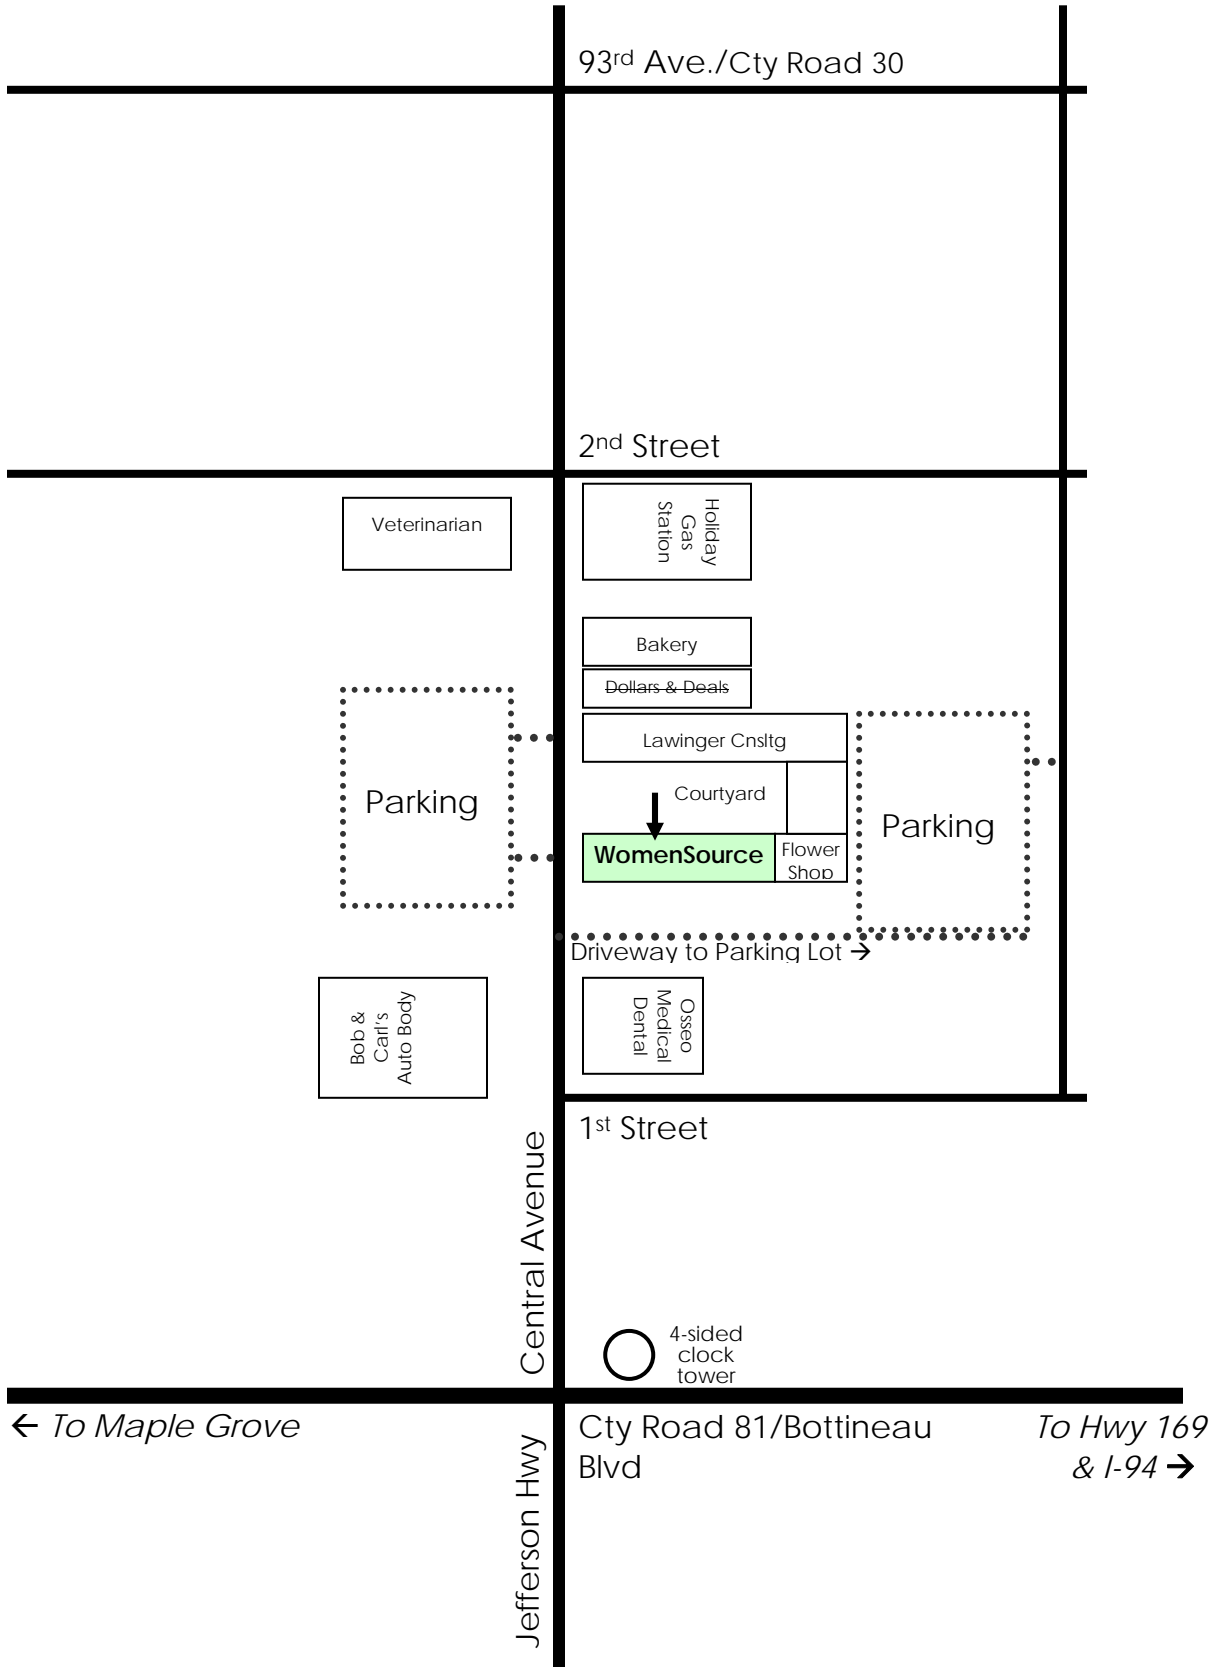 93rd Ave./Cty Road 30
2nd Street
Veterinarian
Holiday
Gas
Station
Bakery
Dollars & Deals
Lawinger Cnsltg
Courtyard
Parking
WomenSource
Flower
Shop
Parking
Driveway to Parking Lot →
Bob &
Carl's
Auto Body
Osseo
Medical
Dental
1st Street
Central Avenue
4-sided
clock
tower
← To Maple Grove
Cty Road 81/Bottineau
Blvd
To Hwy 169
& I-94 →
Jefferson Hwy